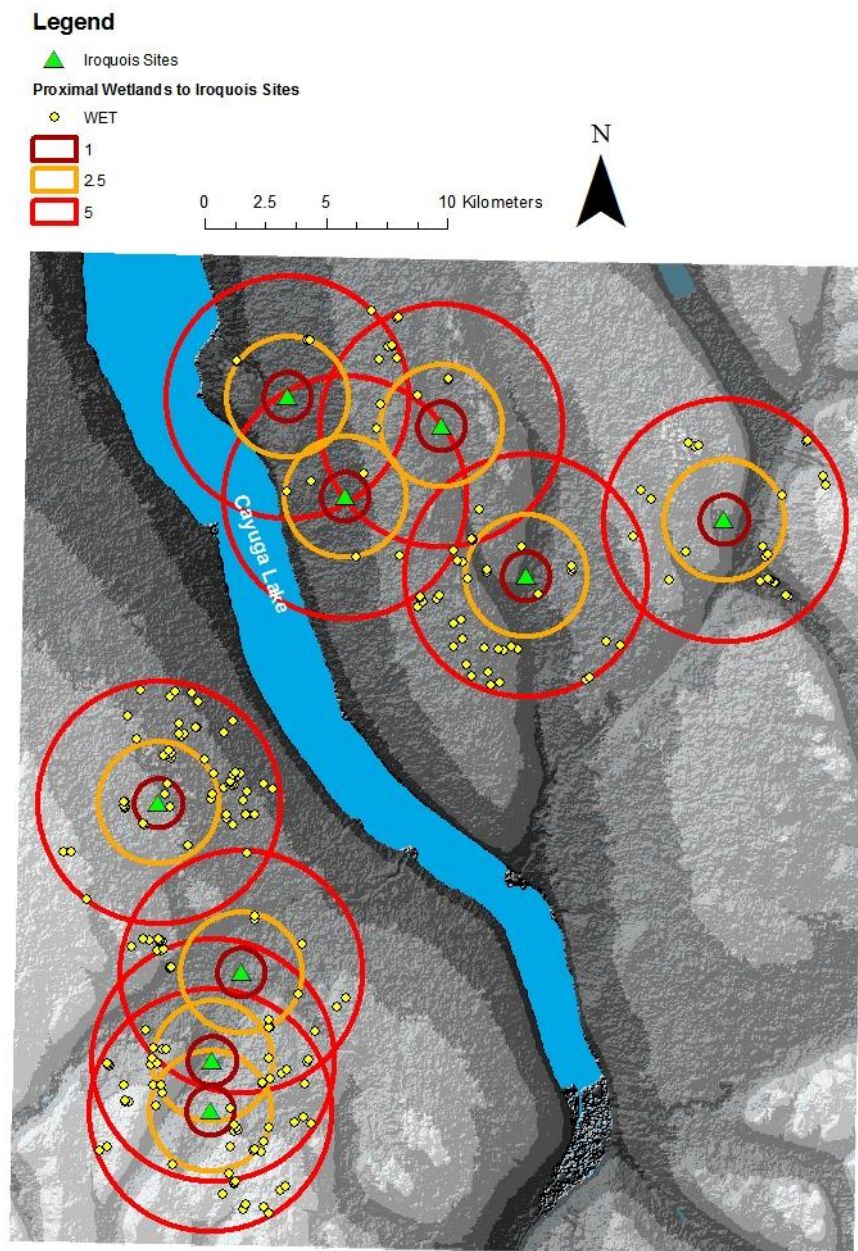 Legend
Iroquois Sites
Proximal Wetlands to Iroquois Sites
WET
1
2.5
5
0 2.5 5 10 Kilometers
N
Cayuga Lake